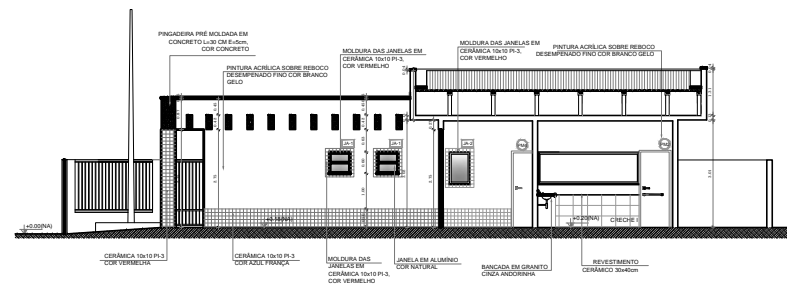 PINGADEIRA PRÉ MOLDADA EM
CONCRETO L=30 CM E=5cm,
COR CONCRETO
PINTURA ACRÍLICA SOBRE REBOCO
DESEMPENADO FINO COR BRANCO
GELO
MOLDURA DAS JANELAS EM
CERÂMICA 10x10 PI-3,
COR VERMELHO
MOLDURA DAS JANELAS EM
CERÂMICA 10x10 PI-3,
COR VERMELHO
PINTURA ACRÍLICA SOBRE REBOCO
DESEMPENADO FINO COR BRANCO
GELO
JA-1
JA-1
JA-2
+0.00(NA)
+0.20(NA)
CRECHE I
CERÂMICA 10x10 PI-3
COR VERMELHA
CERÂMICA 10x10 PI-3
COR AZUL FRANÇA
MOLDURA DAS
JANELAS EM
CERÂMICA 10x10 PI-3,
COR VERMELHO
JANELA EM ALUMÍNIO
COR NATURAL
BANCADA EM GRANITO
CINZA ANDORINHA
REVESTIMENTO
CERÂMICO 30x40cm